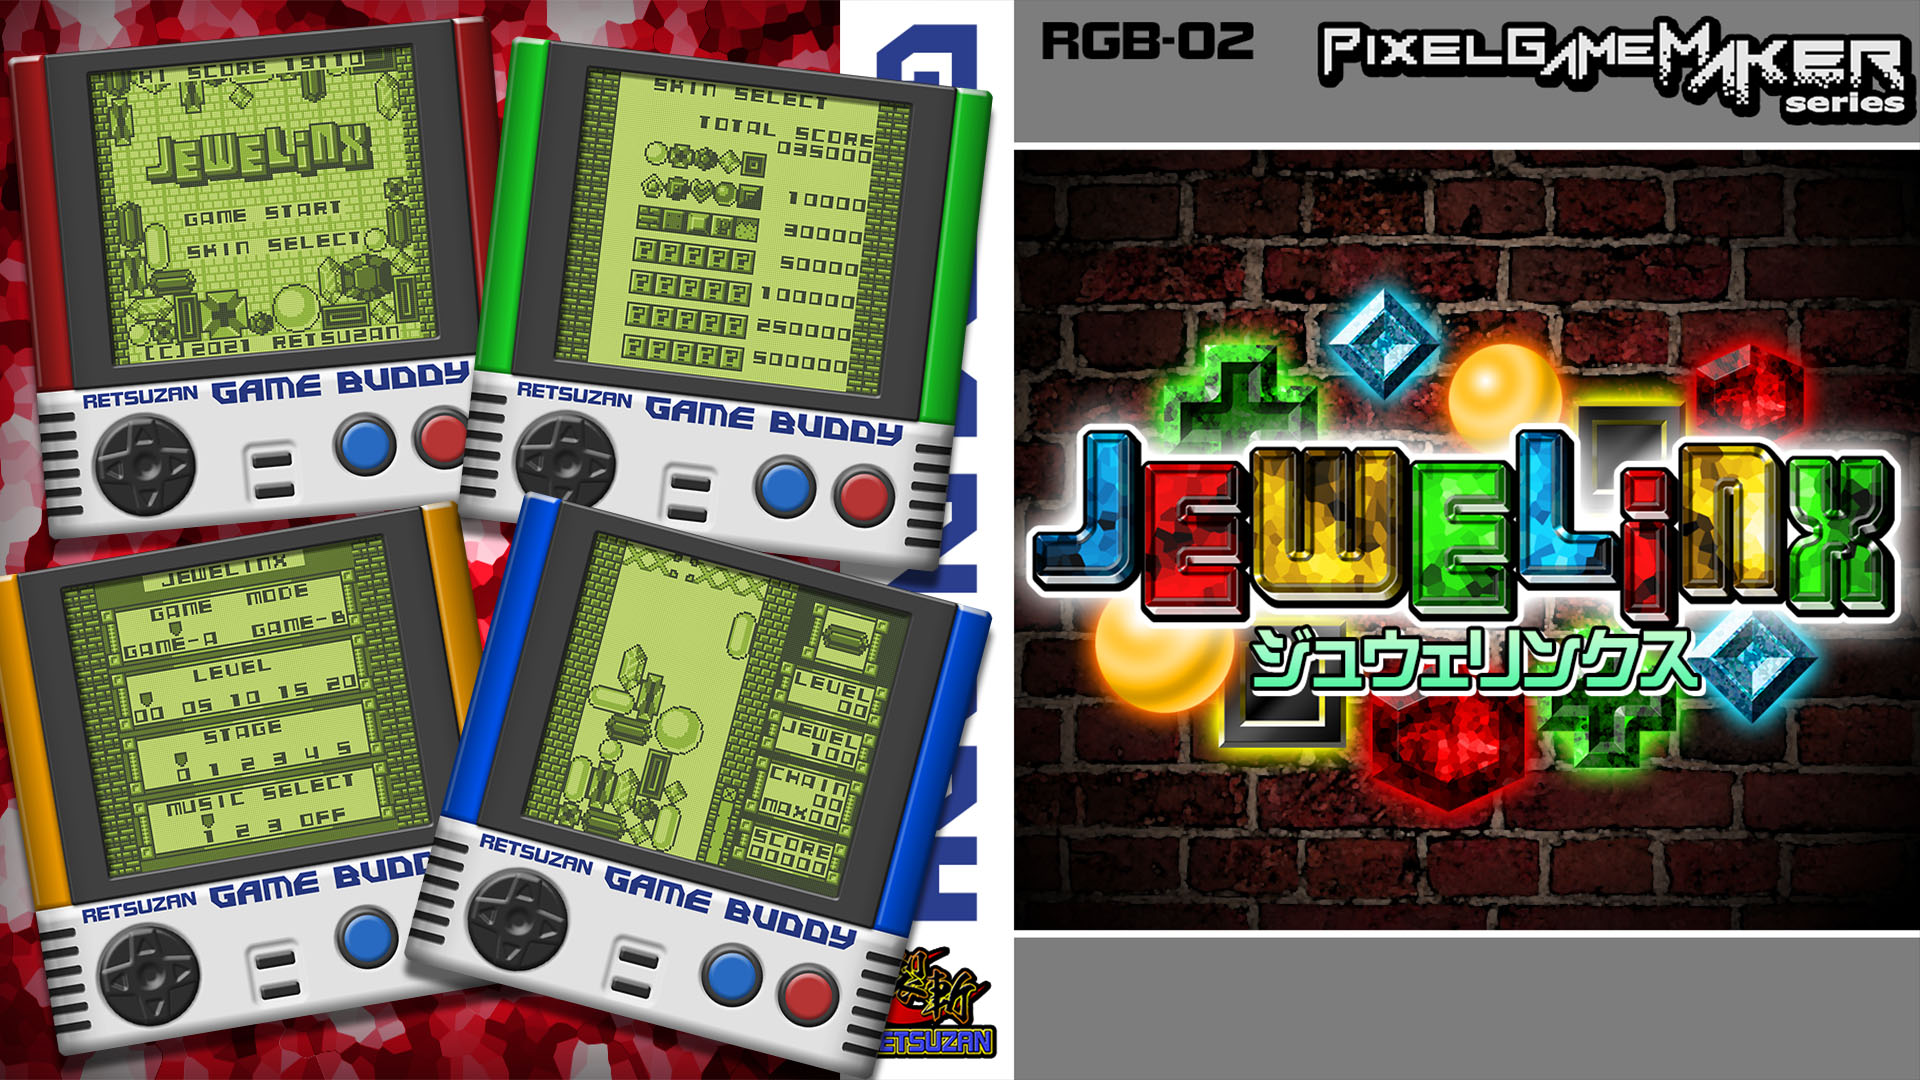 HI SCORE 19110
JEWELiNX
GAME START
SKIN SELECT
(C)2021 RETSUZAN
RETSUZAN GAME BUDDY
SKIN SELECT
TOTAL SCORE
035000
10000
30000
? ? ? ? ? 50000
? ? ? ? ? 100000
? ? ? ? ? 250000
? ? ? ? ? 500000
RETSUZAN GAME BUDDY
JEWELINX
GAME MODE
GAME-A GAME-B
LEVEL
00 05 10 15 20
STAGE
0 1 2 3 4 5
MUSIC SELECT
1 2 3 OFF
RETSUZAN GAME BUDD
LEVEL
00
JEWEL
100
CHAIN
00
MAX00
SCORE
00000
RETSUZAN GAME BUDDY
裂斬
RETSUZAN
RGB-02
PIXEL GAME MAKER
series
JEWELiNX
ジュウェリンクス